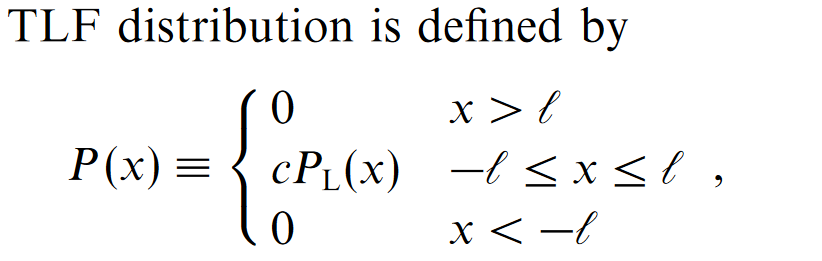 TLF distribution is defined by
0 x > ℓ
P(x) ≡ { cP_L(x) −ℓ ≤ x ≤ ℓ ,
0 x < −ℓ